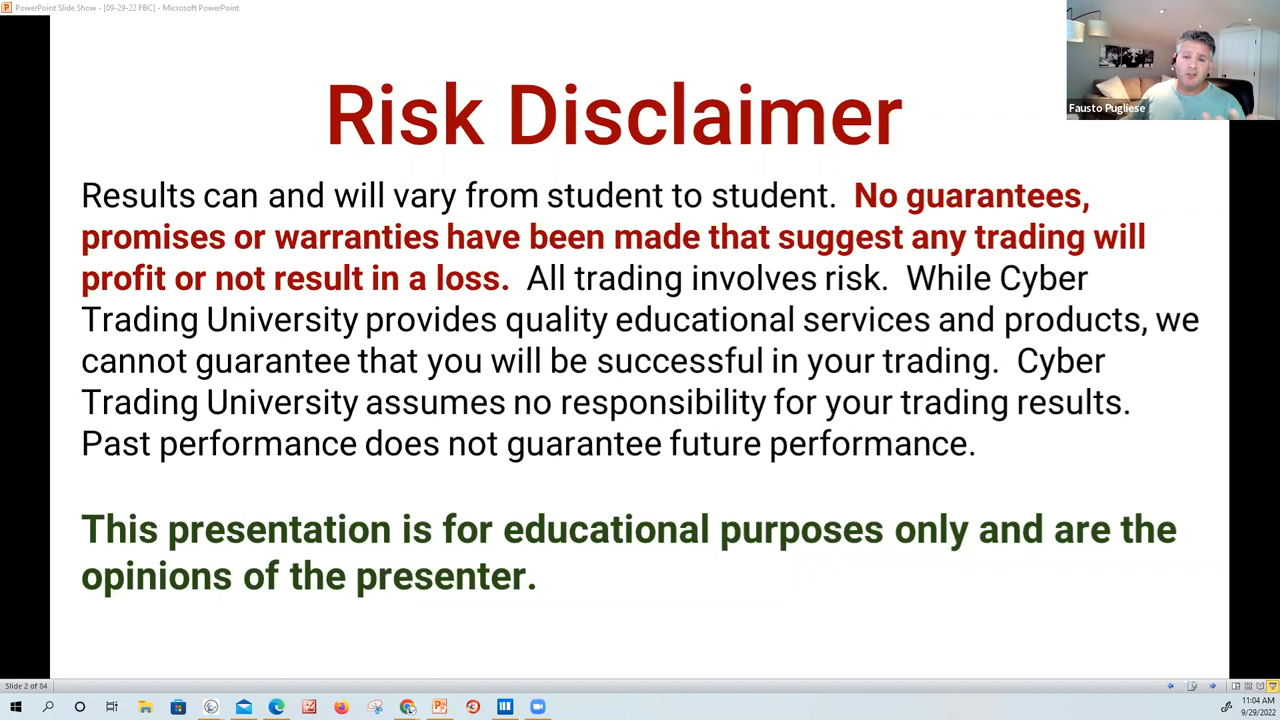 PowerPoint Slide Show - [09-29-22 FBC] - Microsoft PowerPoint
Fausto Pugliese
Risk Disclaimer
Results can and will vary from student to student. No guarantees,
promises or warranties have been made that suggest any trading will
profit or not result in a loss. All trading involves risk. While Cyber
Trading University provides quality educational services and products, we
cannot guarantee that you will be successful in your trading. Cyber
Trading University assumes no responsibility for your trading results.
Past performance does not guarantee future performance.
This presentation is for educational purposes only and are the
opinions of the presenter.
Slide 2 of 84
11:04 AM
9/29/2022